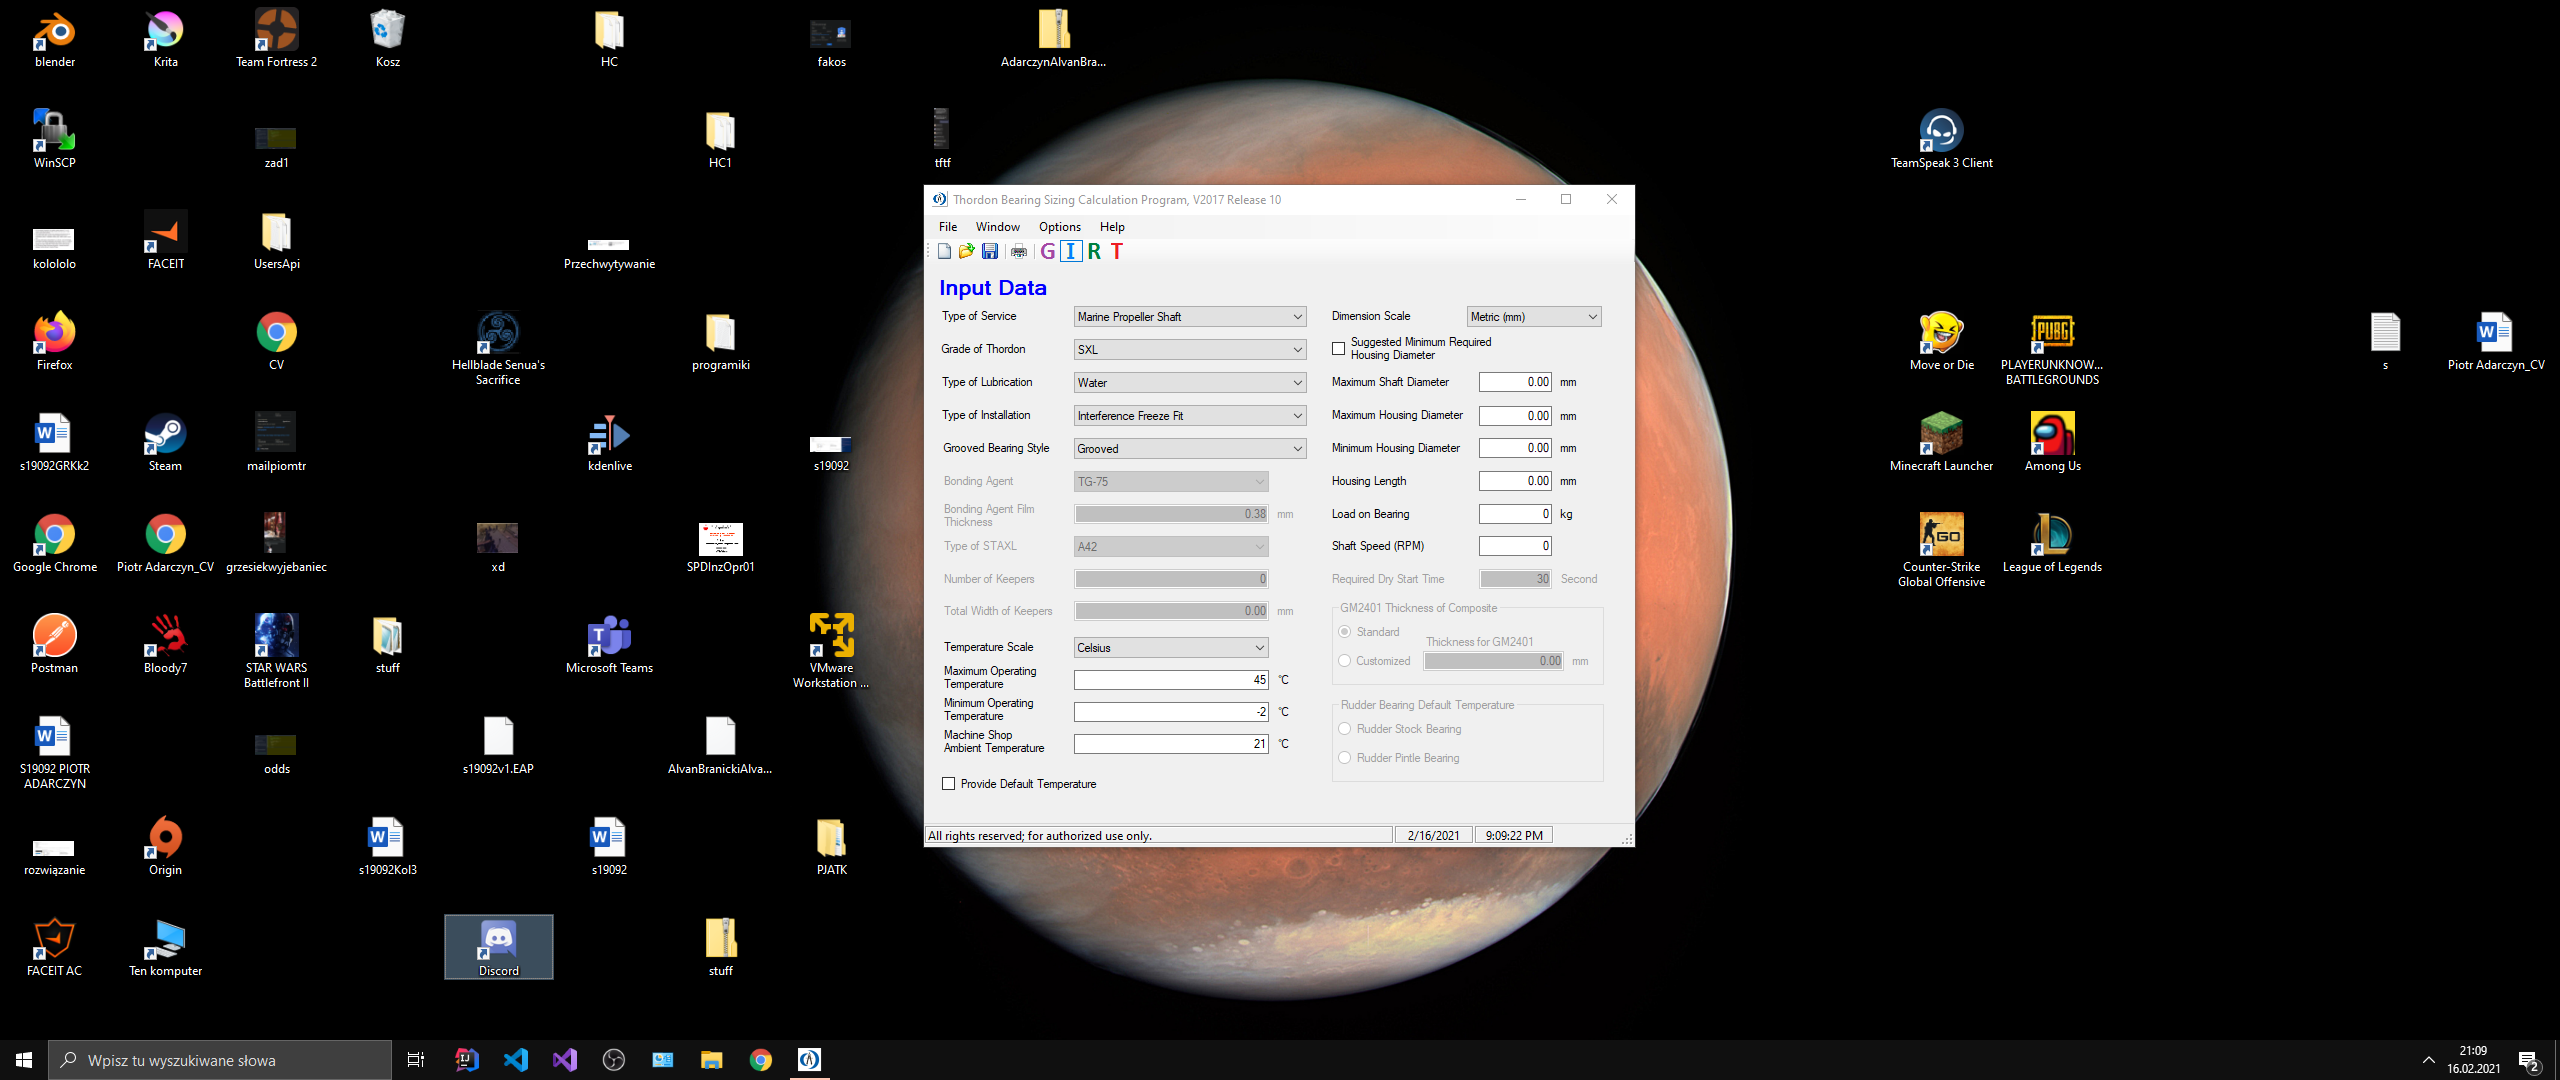 blender
Krita
Team Fortress 2
Kosz
HC
fakos
AdarczynAlvanBra...
WinSCP
zad1
HC1
tftf
TeamSpeak 3 Client
kolololo
FACEIT
UsersApi
Przechwytywanie
Firefox
CV
Hellblade Senua's
Sacrifice
programiki
Move or Die
PLAYERUNKNOW...
BATTLEGROUNDS
s
Piotr Adarczyn_CV
s19092GRKk2
Steam
mailpiomtr
kdenlive
s19092
Minecraft Launcher
Among Us
Google Chrome
Piotr Adarczyn_CV
grzesiekwyjebaniec
xd
SPDInzOpr01
Counter-Strike
Global Offensive
League of Legends
Postman
Bloody7
STAR WARS
Battlefront II
stuff
Microsoft Teams
VMware
Workstation ...
S19092 PIOTR
ADARCZYN
odds
s19092v1.EAP
AlvanBranickiAlva...
rozwiązanie
Origin
s19092Kol3
s19092
PJATK
FACEIT AC
Ten komputer
Discord
stuff
Thordon Bearing Sizing Calculation Program, V2017 Release 10
File Window Options Help
G I R T
Input Data
Type of Service Marine Propeller Shaft
Grade of Thordon SXL
Type of Lubrication Water
Type of Installation Interference Freeze Fit
Grooved Bearing Style Grooved
Bonding Agent TG-75
Bonding Agent Film
Thickness 0.38 mm
Type of STAXL A42
Number of Keepers 0
Total Width of Keepers 0.00 mm
Temperature Scale Celsius
Maximum Operating
Temperature 45 °C
Minimum Operating
Temperature -2 °C
Machine Shop
Ambient Temperature 21 °C
Provide Default Temperature
Dimension Scale Metric (mm)
Suggested Minimum Required
Housing Diameter
Maximum Shaft Diameter 0.00 mm
Maximum Housing Diameter 0.00 mm
Minimum Housing Diameter 0.00 mm
Housing Length 0.00 mm
Load on Bearing 0 kg
Shaft Speed (RPM) 0
Required Dry Start Time 30 Second
GM2401 Thickness of Composite
Standard
Thickness for GM2401
Customized 0.00 mm
Rudder Bearing Default Temperature
Rudder Stock Bearing
Rudder Pintle Bearing
All rights reserved; for authorized use only. 2/16/2021 9:09:22 PM
Wpisz tu wyszukiwane słowa
21:09
16.02.2021
2